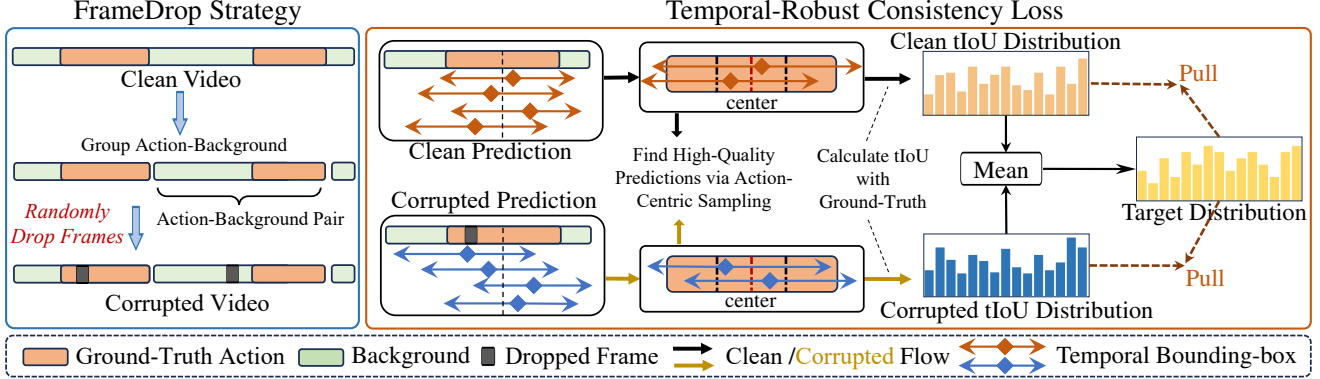 FrameDrop Strategy
Clean Video
Group Action-Background
Action-Background Pair
Randomly
Drop Frames
Corrupted Video
Temporal-Robust Consistency Loss
Clean Prediction
Corrupted Prediction
center
Find High-Quality
Predictions via Action-
Centric Sampling
center
Calculate tIoU
with
Ground-Truth
Clean tIoU Distribution
Pull
Mean
Target Distribution
Pull
Corrupted tIoU Distribution
Ground-Truth Action
Background
Dropped Frame
Clean /Corrupted Flow
Temporal Bounding-box